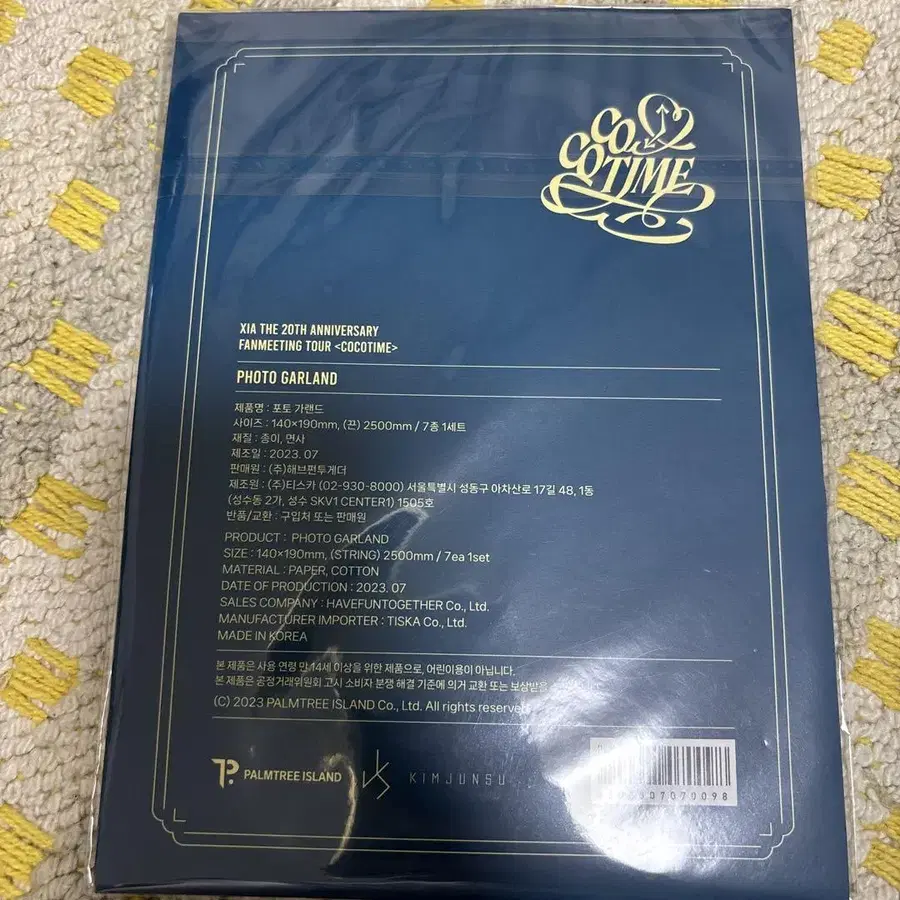 CO
COTIME
XIA THE 20TH ANNIVERSARY
FANMEETING TOUR <COCOTIME>
PHOTO GARLAND
제품명 : 포토 가랜드
사이즈 : 140×190mm, (끈) 2500mm / 7종 1세트
재질 : 종이, 면사
제조일 : 2023. 07
판매원 : (주)해브펀투게더
제조원 : (주)티스카 (02-930-8000) 서울특별시 성동구 아차산로 17길 48, 1동
(성수동 2가, 성수 SKV1 CENTER1) 1505호
반품/교환 : 구입처 또는 판매원
PRODUCT : PHOTO GARLAND
SIZE : 140×190mm, (STRING) 2500mm / 7ea 1set
MATERIAL : PAPER, COTTON
DATE OF PRODUCTION : 2023. 07
SALES COMPANY : HAVEFUNTOGETHER Co., Ltd.
MANUFACTURER IMPORTER : TISKA Co., Ltd.
MADE IN KOREA
본 제품은 사용 연령 만 14세 이상을 위한 제품으로, 어린이용이 아닙니다.
본 제품은 공정거래위원회 고시 소비자 분쟁 해결 기준에 의거 교환 또는 보상받을
(C) 2023 PALMTREE ISLAND Co., Ltd. All rights reserved
PALMTREE ISLAND
KIMJUNSU
07070098